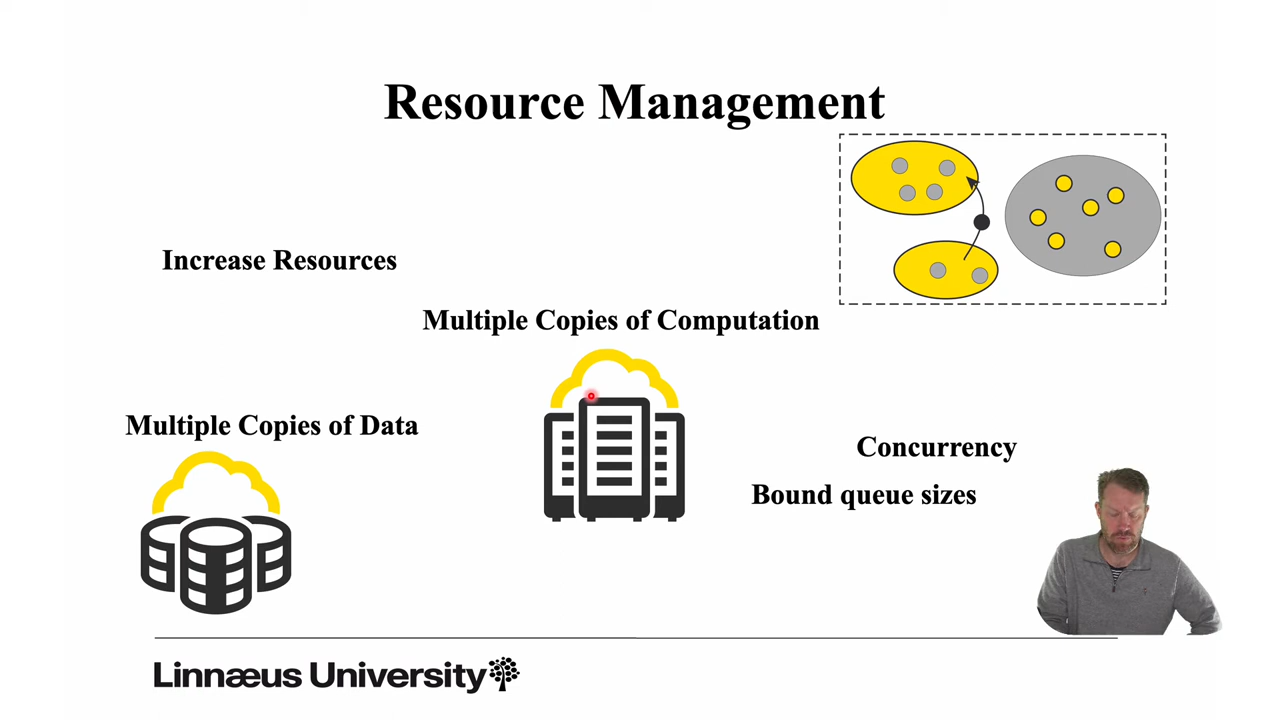 Resource Management
Increase Resources
Multiple Copies of Computation
Multiple Copies of Data
Concurrency
Bound queue sizes
Linnæus University